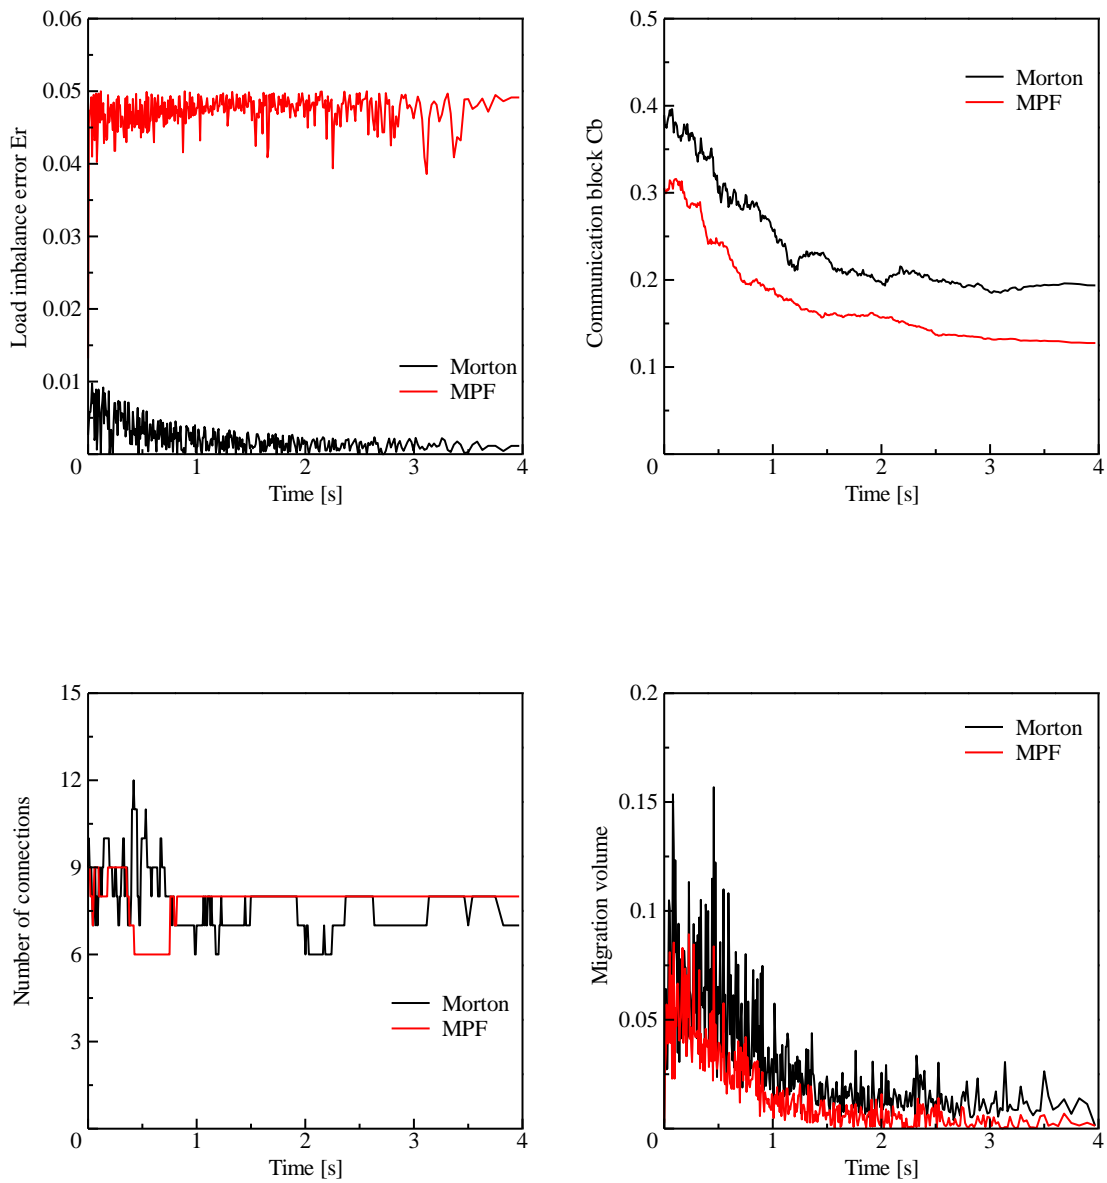 0.06
0.05
0.04
0.03
0.02
0.01
0
0 1 2 3 4
Time [s]
Load imbalance error Er
Morton
MPF
0.5
0.4
0.3
0.2
0.1
0 1 2 3 4
Time [s]
Communication block Cb
Morton
MPF
15
12
9
6
3
0 1 2 3 4
Time [s]
Number of connections
Morton
MPF
0.2
0.15
0.1
0.05
0 1 2 3 4
Time [s]
Migration volume
Morton
MPF